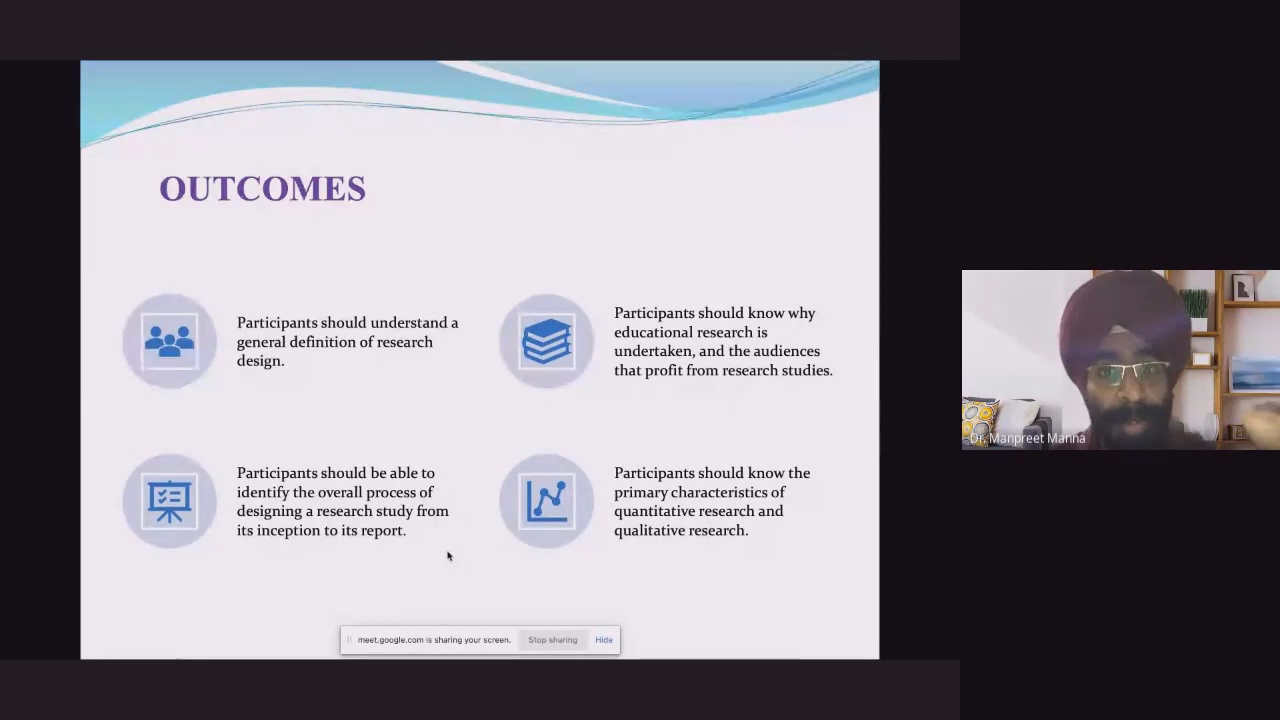 OUTCOMES
Participants should understand a
general definition of research
design.
Participants should know why
educational research is
undertaken, and the audiences
that profit from research studies.
Participants should be able to
identify the overall process of
designing a research study from
its inception to its report.
Participants should know the
primary characteristics of
quantitative research and
qualitative research.
meet.google.com is sharing your screen.
Stop sharing
Hide
Dr. Manpreet Manna